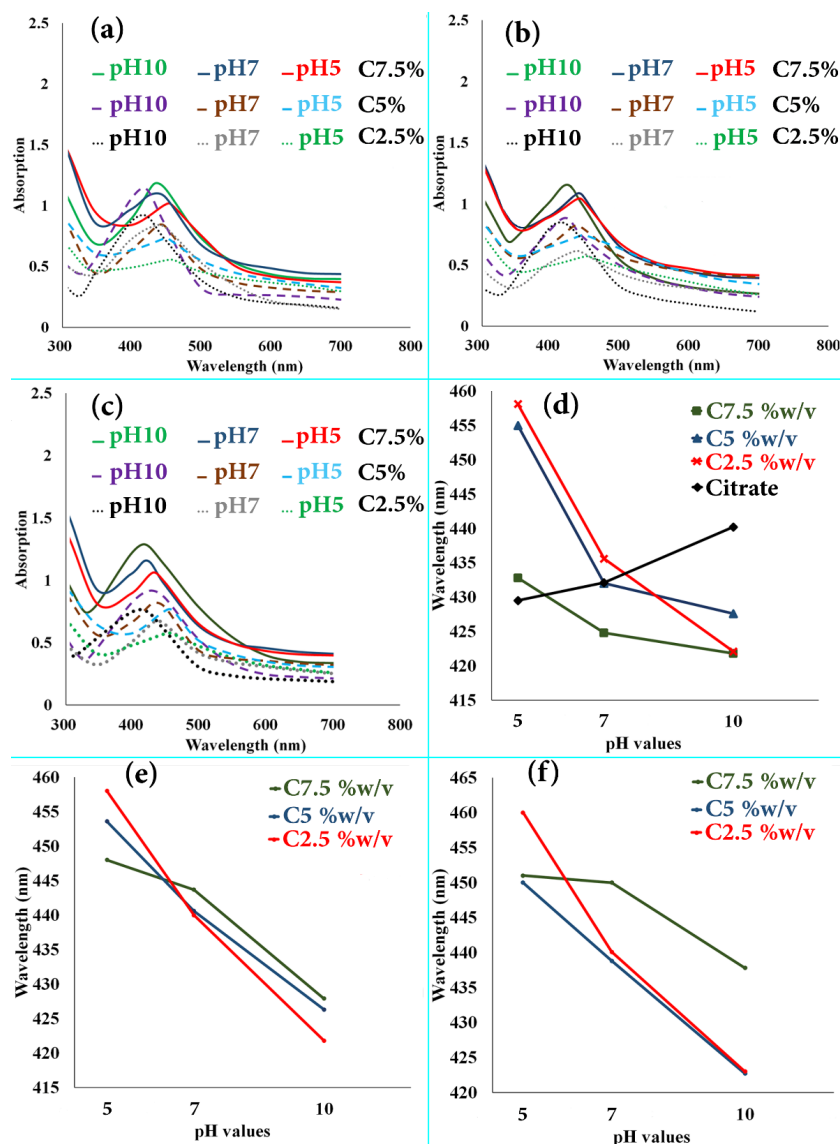 (a)
2.5
2
1.5
1
0.5
0
Absorption
pH10 pH7 pH5 C7.5%
pH10 pH7 pH5 C5%
pH10 pH7 pH5 C2.5%
300 400 500 600 700 800
Wavelength (nm)
(b)
2.5
2
1.5
1
0.5
0
Absorption
pH10 pH7 pH5 C7.5%
pH10 pH7 pH5 C5%
pH10 pH7 pH5 C2.5%
300 400 500 600 700 800
Wavelength (nm)
(c)
2.5
2
1.5
1
0.5
0
Absorption
pH10 pH7 pH5 C7.5%
pH10 pH7 pH5 C5%
pH10 pH7 pH5 C2.5%
300 400 500 600 700 800
Wavelength (nm)
(d)
460
455
450
445
440
435
430
425
420
415
Wavelength (nm)
C7.5 %w/v
C5 %w/v
C2.5 %w/v
Citrate
5 7 10
pH values
(e)
460
455
450
445
440
435
430
425
420
415
Wavelength (nm)
C7.5 %w/v
C5 %w/v
C2.5 %w/v
5 7 10
pH values
(f)
465
460
455
450
445
440
435
430
425
420
Wavelength (nm)
C7.5 %w/v
C5 %w/v
C2.5 %w/v
5 7 10
pH values